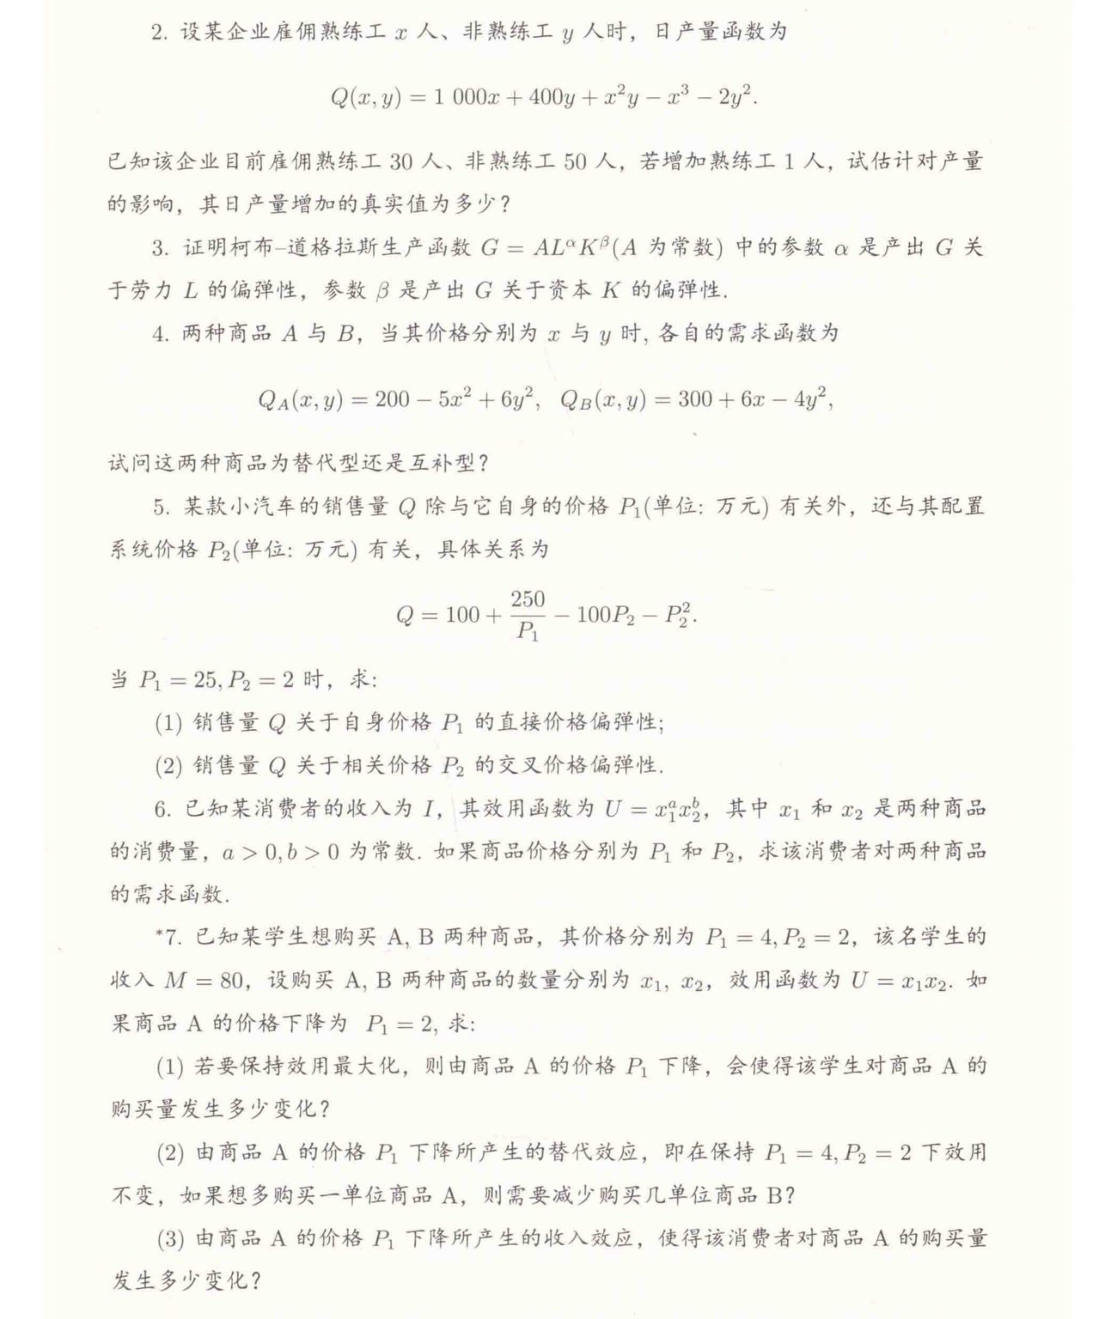 2. 设某企业雇佣熟练工 x 人、非熟练工 y 人时，日产量函数为
Q(x, y) = 1 000x + 400y + x²y − x³ − 2y².
已知该企业目前雇佣熟练工 30 人、非熟练工 50 人，若增加熟练工 1 人，试估计对产量
的影响，其日产量增加的真实值为多少？
3. 证明柯布–道格拉斯生产函数 G = AL^αK^β(A 为常数) 中的参数 α 是产出 G 关
于劳力 L 的偏弹性，参数 β 是产出 G 关于资本 K 的偏弹性.
4. 两种商品 A 与 B，当其价格分别为 x 与 y 时, 各自的需求函数为
Q_A(x, y) = 200 − 5x² + 6y², Q_B(x, y) = 300 + 6x − 4y²,
试问这两种商品为替代型还是互补型？
5. 某款小汽车的销售量 Q 除与它自身的价格 P₁(单位: 万元) 有关外，还与其配置
系统价格 P₂(单位: 万元) 有关，具体关系为
Q = 100 + 250/P₁ − 100P₂ − P₂².
当 P₁ = 25, P₂ = 2 时，求:
(1) 销售量 Q 关于自身价格 P₁ 的直接价格偏弹性;
(2) 销售量 Q 关于相关价格 P₂ 的交叉价格偏弹性.
6. 已知某消费者的收入为 I，其效用函数为 U = x₁^a x₂^b，其中 x₁ 和 x₂ 是两种商品
的消费量，a > 0, b > 0 为常数. 如果商品价格分别为 P₁ 和 P₂，求该消费者对两种商品
的需求函数.
*7. 已知某学生想购买 A, B 两种商品，其价格分别为 P₁ = 4, P₂ = 2，该名学生的
收入 M = 80，设购买 A, B 两种商品的数量分别为 x₁, x₂，效用函数为 U = x₁x₂. 如
果商品 A 的价格下降为 P₁ = 2, 求:
(1) 若要保持效用最大化，则由商品 A 的价格 P₁ 下降，会使得该学生对商品 A 的
购买量发生多少变化？
(2) 由商品 A 的价格 P₁ 下降所产生的替代效应，即在保持 P₁ = 4, P₂ = 2 下效用
不变，如果想多购买一单位商品 A，则需要减少购买几单位商品 B？
(3) 由商品 A 的价格 P₁ 下降所产生的收入效应，使得该消费者对商品 A 的购买量
发生多少变化？